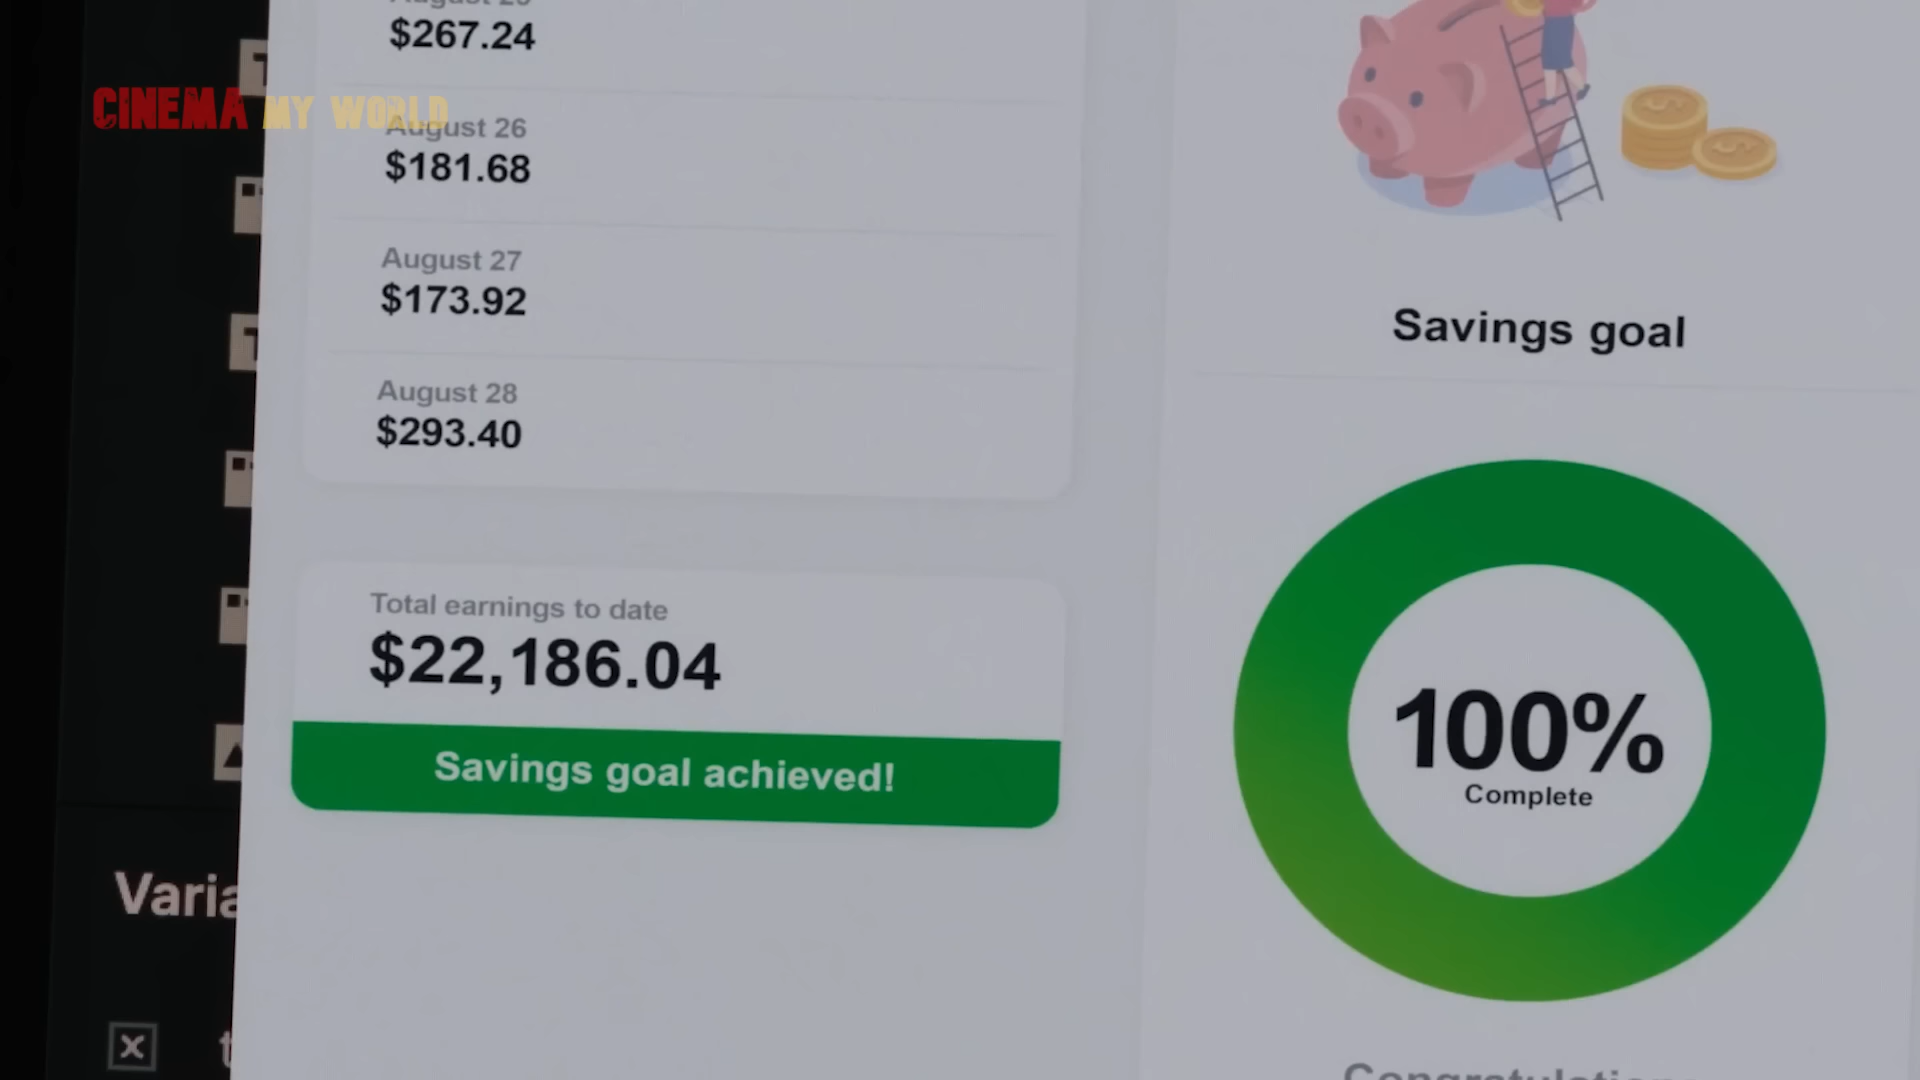 $267.24
CINEMA MY WORLD
August 26
$181.68
August 27
$173.92
August 28
$293.40
Total earnings to date
$22,186.04
Savings goal achieved!
Savings goal
100%
Complete